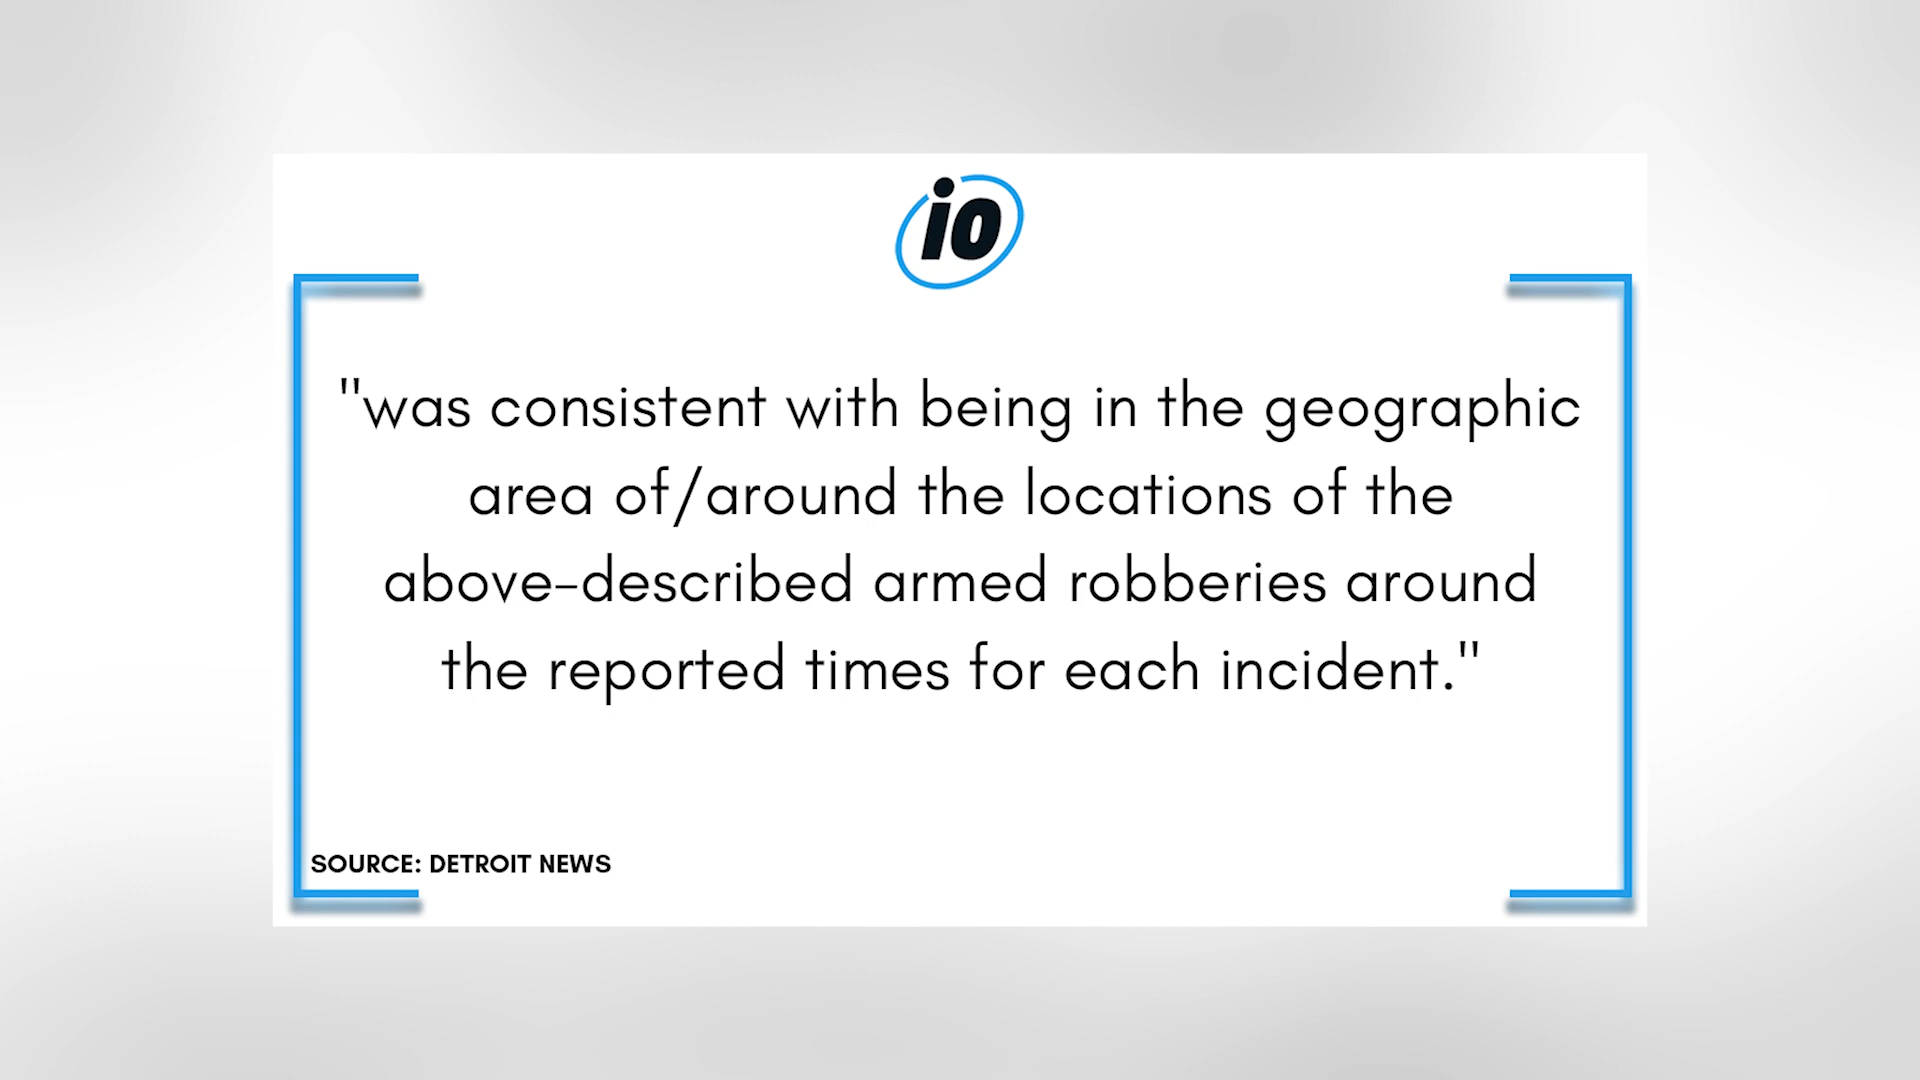 io
"was consistent with being in the geographic
area of/around the locations of the
above-described armed robberies around
the reported times for each incident."
SOURCE: DETROIT NEWS